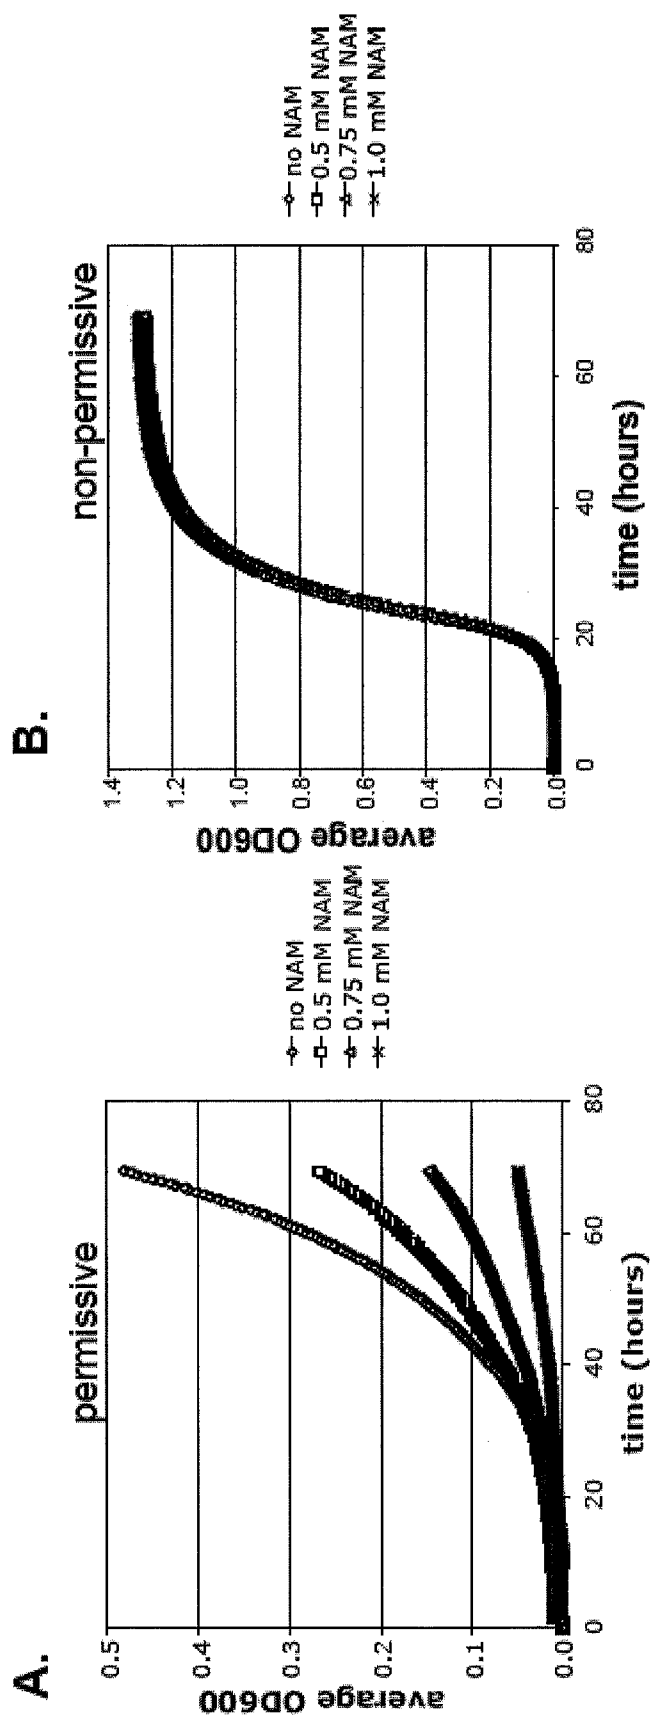 A.
permissive
average OD600
0.5
0.4
0.3
0.2
0.1
0.0
0
20
40
60
80
time (hours)
no NAM
0.5 mM NAM
0.75 mM NAM
1.0 mM NAM
B.
non-permissive
average OD600
1.4
1.2
1.0
0.8
0.6
0.4
0.2
0.0
0
20
40
60
80
time (hours)
no NAM
0.5 mM NAM
0.75 mM NAM
1.0 mM NAM